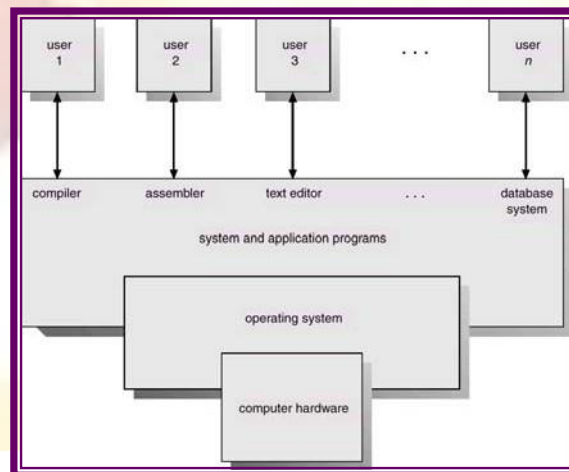 user
1
user
2
user
3
. . .
user
n
compiler
assembler
text editor
. . .
database
system
system and application programs
operating system
computer hardware